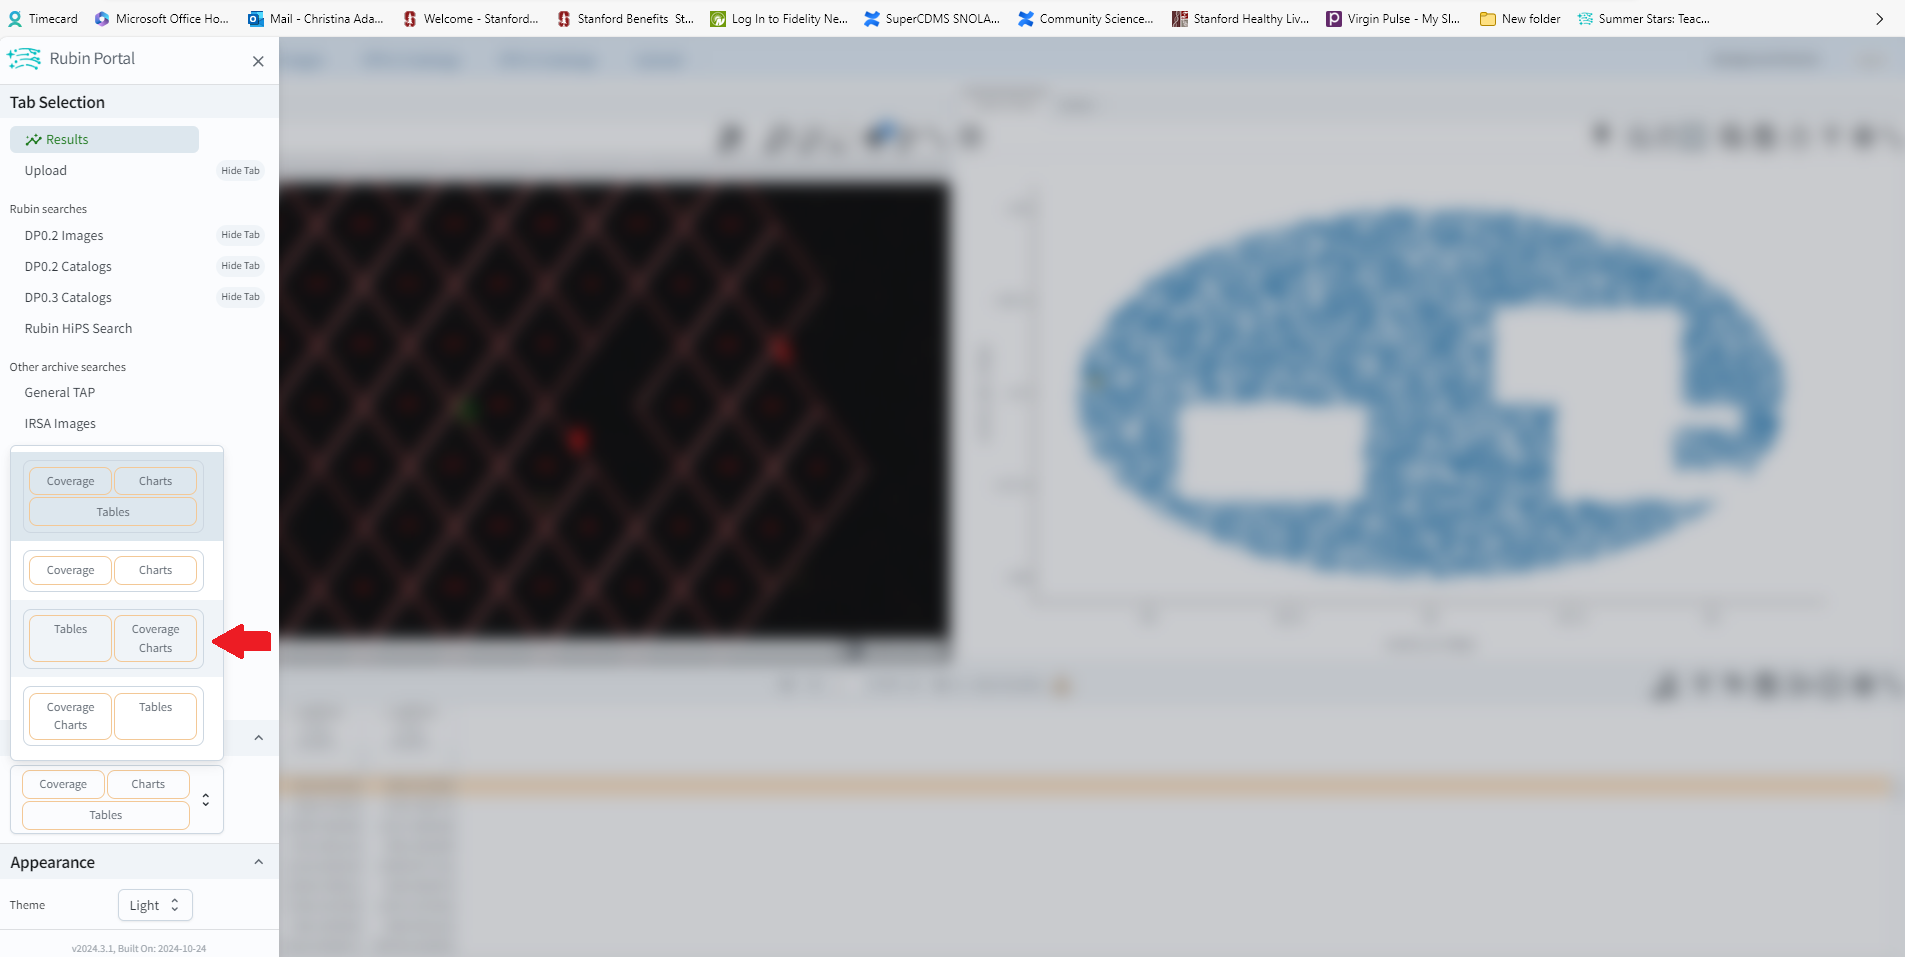 Timecard Microsoft Office Ho... Mail - Christina Ada... Welcome - Stanford... Stanford Benefits St... Log In to Fidelity Ne... SuperCDMS SNOLA... Community Science... Stanford Healthy Liv... Virgin Pulse - My SI... New folder Summer Stars: Teac...
Rubin Portal
Tab Selection
Results
Upload Hide Tab
Rubin searches
DP0.2 Images Hide Tab
DP0.2 Catalogs Hide Tab
DP0.3 Catalogs Hide Tab
Rubin HiPS Search
Other archive searches
General TAP
IRSA Images
Coverage Charts
Tables
Coverage Charts
Tables Coverage
Charts
Coverage Tables
Charts
Coverage Charts
Tables
Appearance
Theme Light
v2024.3.1, Built On: 2024-10-24